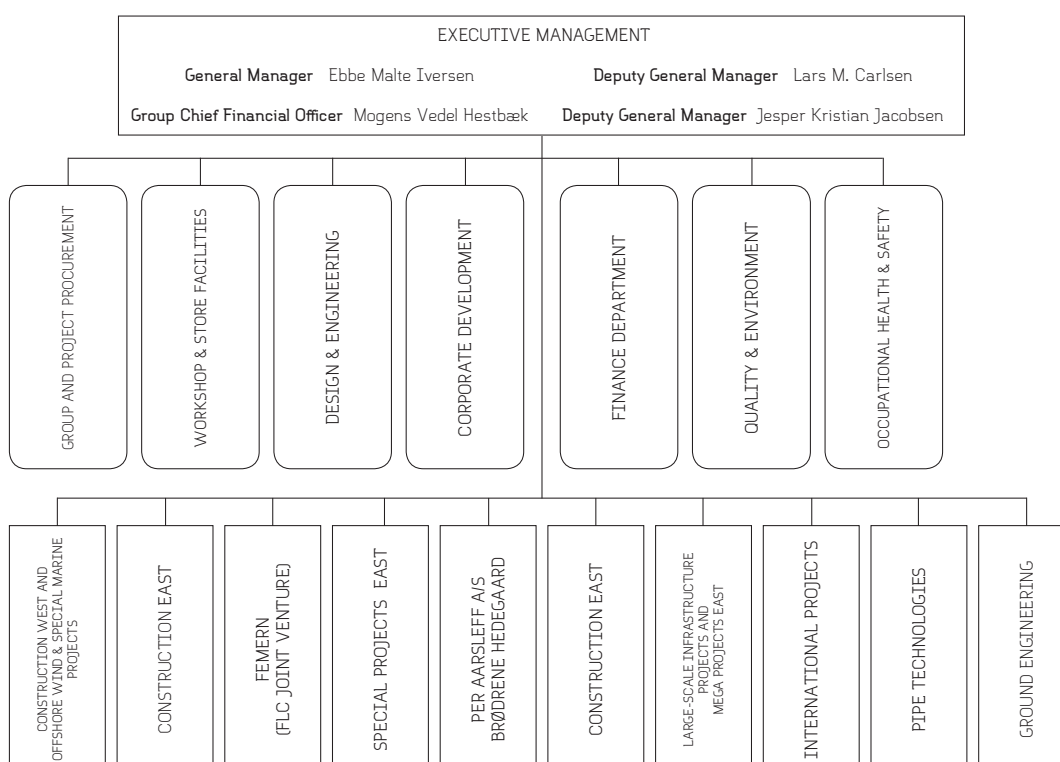 EXECUTIVE MANAGEMENT
General Manager Ebbe Malte Iversen
Deputy General Manager Lars M. Carlsen
Group Chief Financial Officer Mogens Vedel Hestbæk
Deputy General Manager Jesper Kristian Jacobsen
GROUP AND PROJECT PROCUREMENT
WORKSHOP & STORE FACILITIES
DESIGN & ENGINEERING
CORPORATE DEVELOPMENT
FINANCE DEPARTMENT
QUALITY & ENVIRONMENT
OCCUPATIONAL HEALTH & SAFETY
CONSTRUCTION WEST AND
OFFSHORE WIND & SPECIAL MARINE
PROJECTS
CONSTRUCTION EAST
FEMERN
(FLC JOINT VENTURE)
SPECIAL PROJECTS EAST
PER AARSLEFF A/S
BRØDRENE HEDEGAARD
CONSTRUCTION EAST
LARGE-SCALE INFRASTRUCTURE
PROJECTS AND
MEGA PROJECTS EAST
INTERNATIONAL PROJECTS
PIPE TECHNOLOGIES
GROUND ENGINEERING